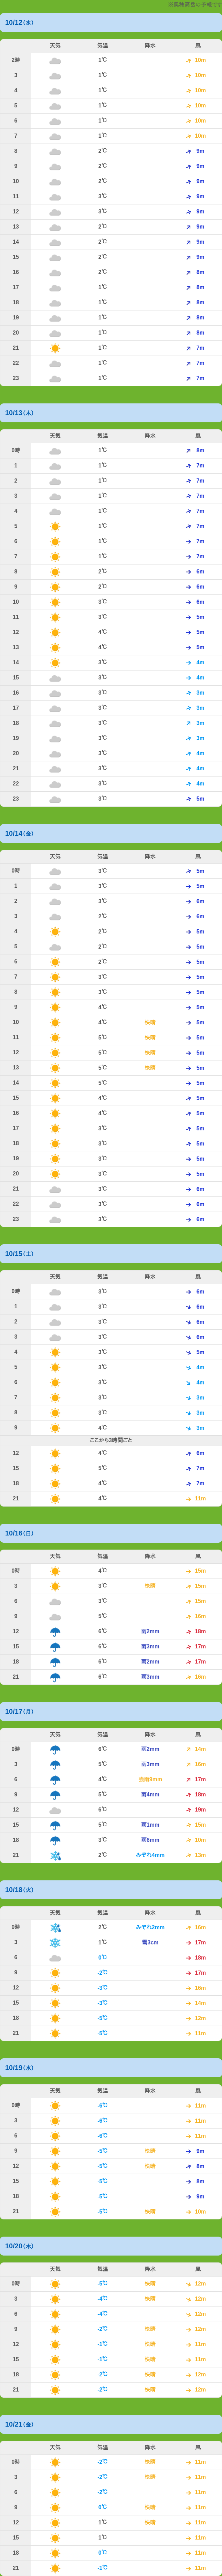 10/12(水)
天気 気温 降水 風
2時 1℃ 10m
3 1℃ 10m
4 1℃ 10m
5 1℃ 10m
6 1℃ 10m
7 1℃ 10m
8 2℃ 9m
9 2℃ 9m
10 2℃ 9m
11 3℃ 9m
12 3℃ 9m
13 2℃ 9m
14 2℃ 9m
15 2℃ 9m
16 2℃ 8m
17 1℃ 8m
18 1℃ 8m
19 1℃ 8m
20 1℃ 8m
21 1℃ 7m
22 1℃ 7m
23 1℃ 7m
10/13(木)
天気 気温 降水 風
0時 1℃ 8m
1 1℃ 7m
2 1℃ 7m
3 1℃ 7m
4 1℃ 7m
5 1℃ 7m
6 1℃ 7m
7 1℃ 7m
8 2℃ 6m
9 2℃ 6m
10 3℃ 6m
11 3℃ 5m
12 4℃ 5m
13 4℃ 5m
14 3℃ 4m
15 3℃ 4m
16 3℃ 3m
17 3℃ 3m
18 3℃ 3m
19 3℃ 3m
20 3℃ 4m
21 3℃ 4m
22 3℃ 4m
23 3℃ 5m
10/14(金)
天気 気温 降水 風
0時 3℃ 5m
1 3℃ 5m
2 3℃ 6m
3 2℃ 6m
4 2℃ 5m
5 2℃ 5m
6 2℃ 5m
7 3℃ 5m
8 3℃ 5m
9 3℃ 5m
10 4℃ 快晴 5m
11 5℃ 快晴 5m
12 5℃ 快晴 5m
13 5℃ 快晴 5m
14 5℃ 5m
15 4℃ 5m
16 4℃ 5m
17 3℃ 5m
18 3℃ 5m
19 3℃ 5m
20 3℃ 5m
21 3℃ 6m
22 3℃ 6m
23 3℃ 6m
10/15(土)
天気 気温 降水 風
0時 3℃ 6m
1 3℃ 6m
2 3℃ 6m
3 3℃ 6m
4 3℃ 5m
5 3℃ 4m
6 3℃ 4m
7 3℃ 3m
8 3℃ 3m
9 4℃ 3m
ここから3時間ごと
12 4℃ 6m
15 5℃ 7m
18 4℃ 7m
21 4℃ 11m
10/16(日)
天気 気温 降水 風
0時 4℃ 15m
3 3℃ 快晴 15m
6 3℃ 15m
9 5℃ 16m
12 6℃ 雨2mm 18m
15 6℃ 雨3mm 17m
18 6℃ 雨2mm 17m
21 6℃ 雨3mm 16m
10/17(月)
天気 気温 降水 風
0時 6℃ 雨2mm 14m
3 5℃ 雨3mm 16m
6 4℃ 強雨8mm 17m
9 5℃ 雨4mm 18m
12 6℃ 19m
15 5℃ 雨1mm 15m
18 3℃ 雨6mm 10m
21 2℃ みぞれ4mm 13m
10/18(火)
天気 気温 降水 風
0時 2℃ みぞれ2mm 16m
3 1℃ 雪3cm 17m
6 0℃ 18m
9 -2℃ 17m
12 -3℃ 16m
15 -3℃ 14m
18 -5℃ 12m
21 -5℃ 11m
10/19(水)
天気 気温 降水 風
0時 -6℃ 11m
3 -6℃ 11m
6 -6℃ 11m
9 -5℃ 快晴 9m
12 -5℃ 快晴 8m
15 -5℃ 8m
18 -5℃ 9m
21 -5℃ 快晴 10m
10/20(木)
天気 気温 降水 風
0時 -5℃ 快晴 12m
3 -4℃ 快晴 12m
6 -4℃ 12m
9 -2℃ 快晴 12m
12 -1℃ 快晴 11m
15 -1℃ 快晴 11m
18 -2℃ 快晴 12m
21 -2℃ 快晴 12m
10/21(金)
天気 気温 降水 風
0時 -2℃ 快晴 11m
3 -2℃ 快晴 11m
6 -2℃ 11m
9 0℃ 快晴 11m
12 1℃ 快晴 11m
15 1℃ 11m
18 0℃ 11m
21 -1℃ 11m